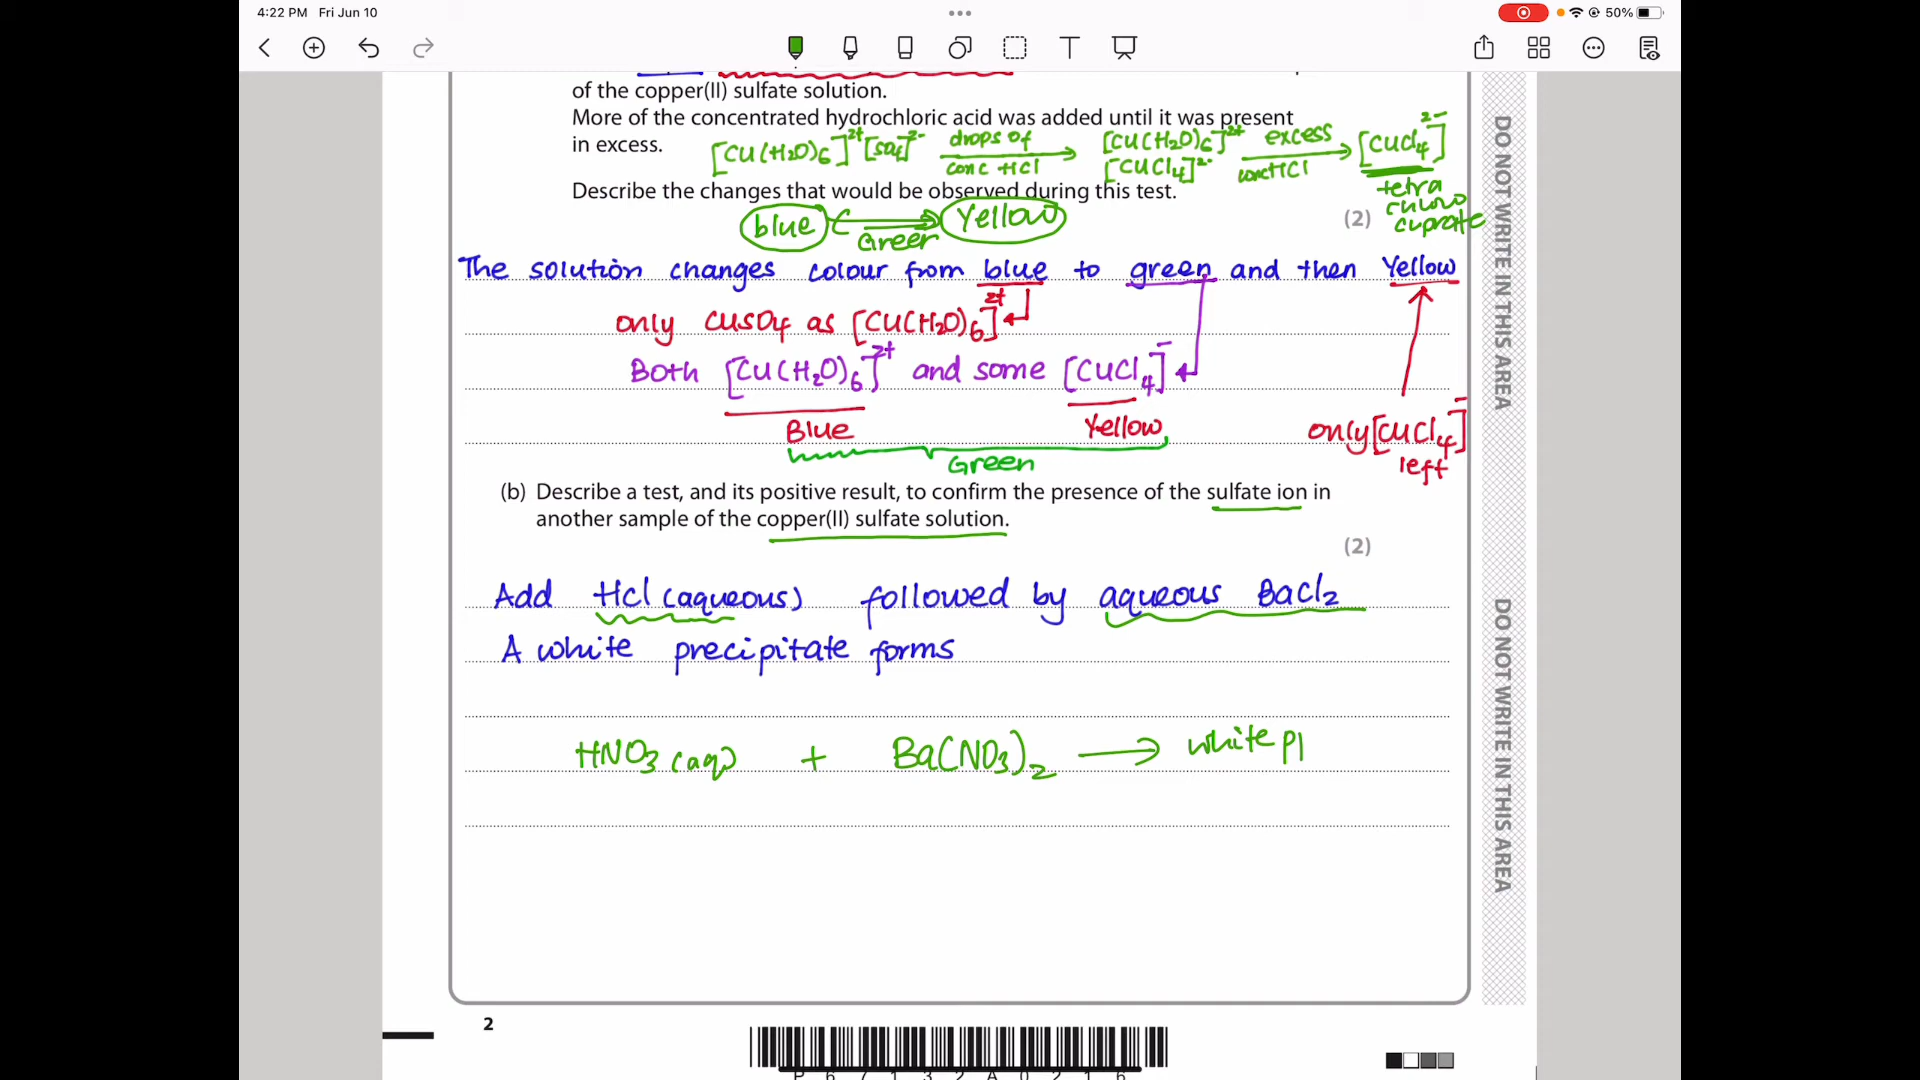 4:22 PM Fri Jun 10
50%
of the copper(II) sulfate solution.
More of the concentrated hydrochloric acid was added until it was present
in excess.
[Cu(H₂O)₆]²⁺ [SO₄]²⁻ drops of conc HCl → [Cu(H₂O)₆]²⁺ [CuCl₄]²⁻ excess conc HCl → [CuCl₄]²⁻
tetra
chloro
cuprate
Describe the changes that would be observed during this test.
(2)
blue Green Yellow
The solution changes colour from blue to green and then Yellow
only CuSO₄ as [Cu(H₂O)₆]²⁺
Both [Cu(H₂O)₆]²⁺ and some [CuCl₄]⁻
Blue Yellow
Green
only [CuCl₄]⁻
left
(b) Describe a test, and its positive result, to confirm the presence of the sulfate ion in
another sample of the copper(II) sulfate solution.
(2)
Add HCl (aqueous) followed by aqueous BaCl₂
A white precipitate forms
HNO₃ (aq) + Ba(NO₃)₂ → white p
2
DO NOT WRITE IN THIS AREA
DO NOT WRITE IN THIS AREA